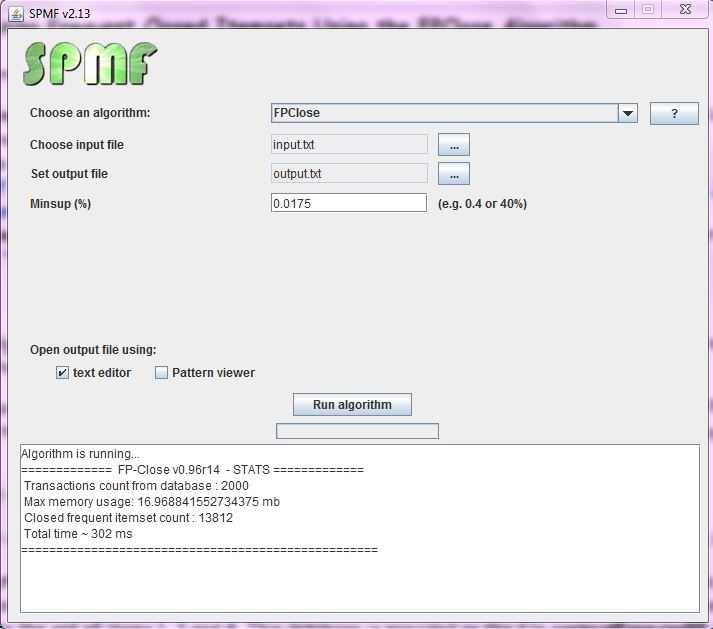 SPMF v2.13
SPMF
Choose an algorithm: FPClose ?
Choose input file input.txt ...
Set output file output.txt ...
Minsup (%) 0.0175 (e.g. 0.4 or 40%)
Open output file using:
text editor Pattern viewer
Run algorithm
Algorithm is running...
============= FP-Close v0.96r14 - STATS =============
Transactions count from database : 2000
Max memory usage: 16.968841552734375 mb
Closed frequent itemset count : 13812
Total time ~ 302 ms
===================================================